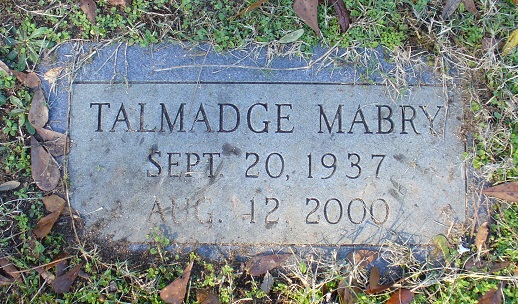 TALMADGE MABRY
SEPT. 20, 1937
AUG. 12, 2000